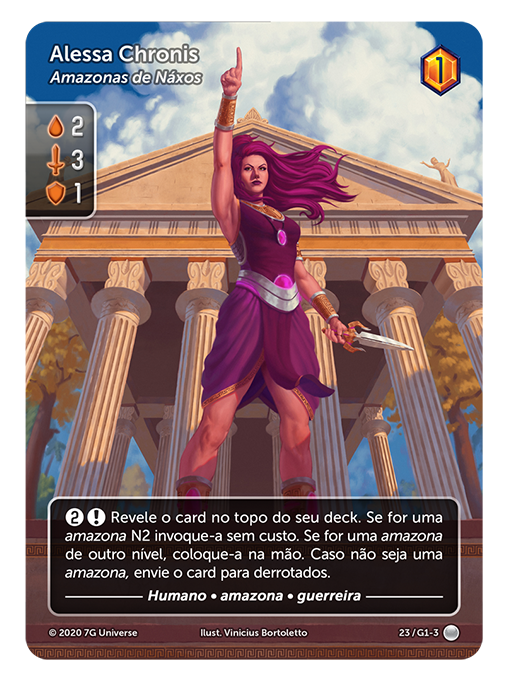 Alessa Chronis
Amazonas de Náxos
1
2
3
1
2 ! Revele o card no topo do seu deck. Se for uma
amazona N2 invoque-a sem custo. Se for uma amazona
de outro nível, coloque-a na mão. Caso não seja uma
amazona, envie o card para derrotados.
Humano • amazona • guerreira
© 2020 7G Universe
Ilust. Vinicius Bortoletto
23 / G1-3